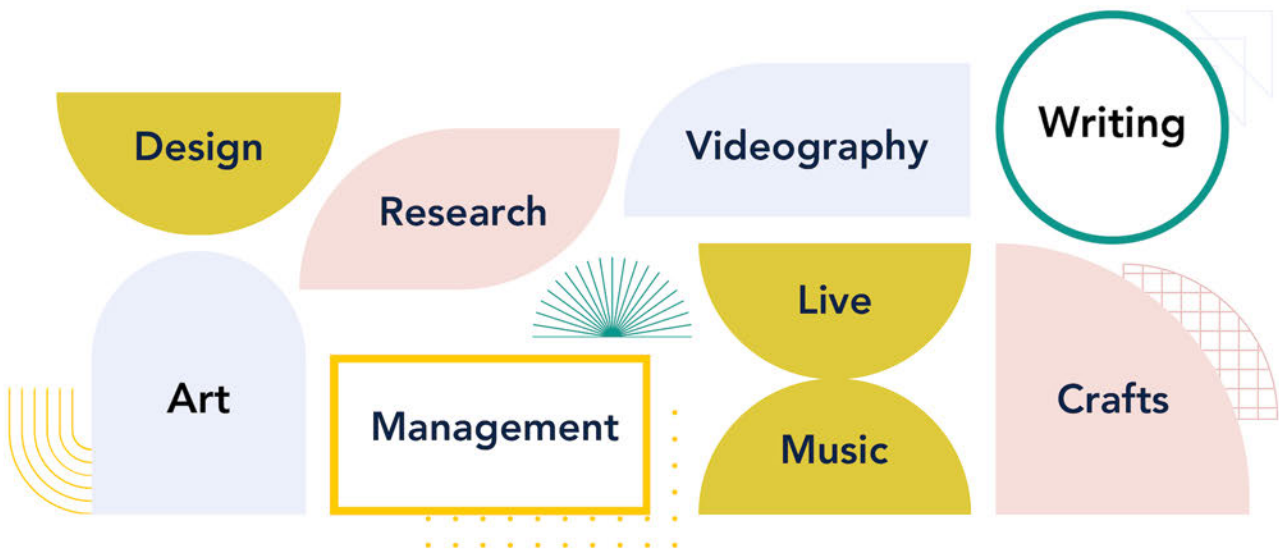 Design
Research
Videography
Writing
Art
Management
Live
Music
Crafts